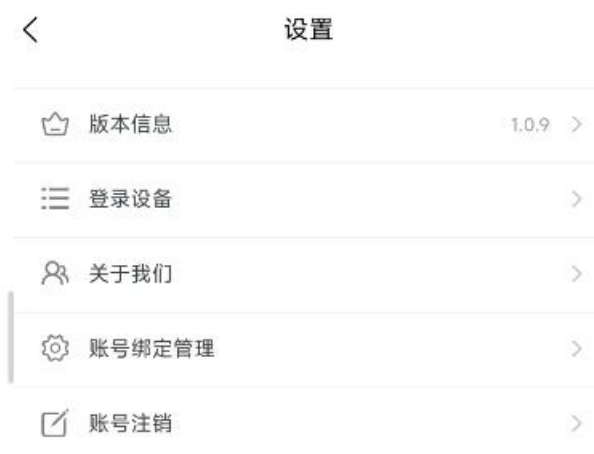 设置
版本信息 1.0.9
登录设备
关于我们
账号绑定管理
账号注销